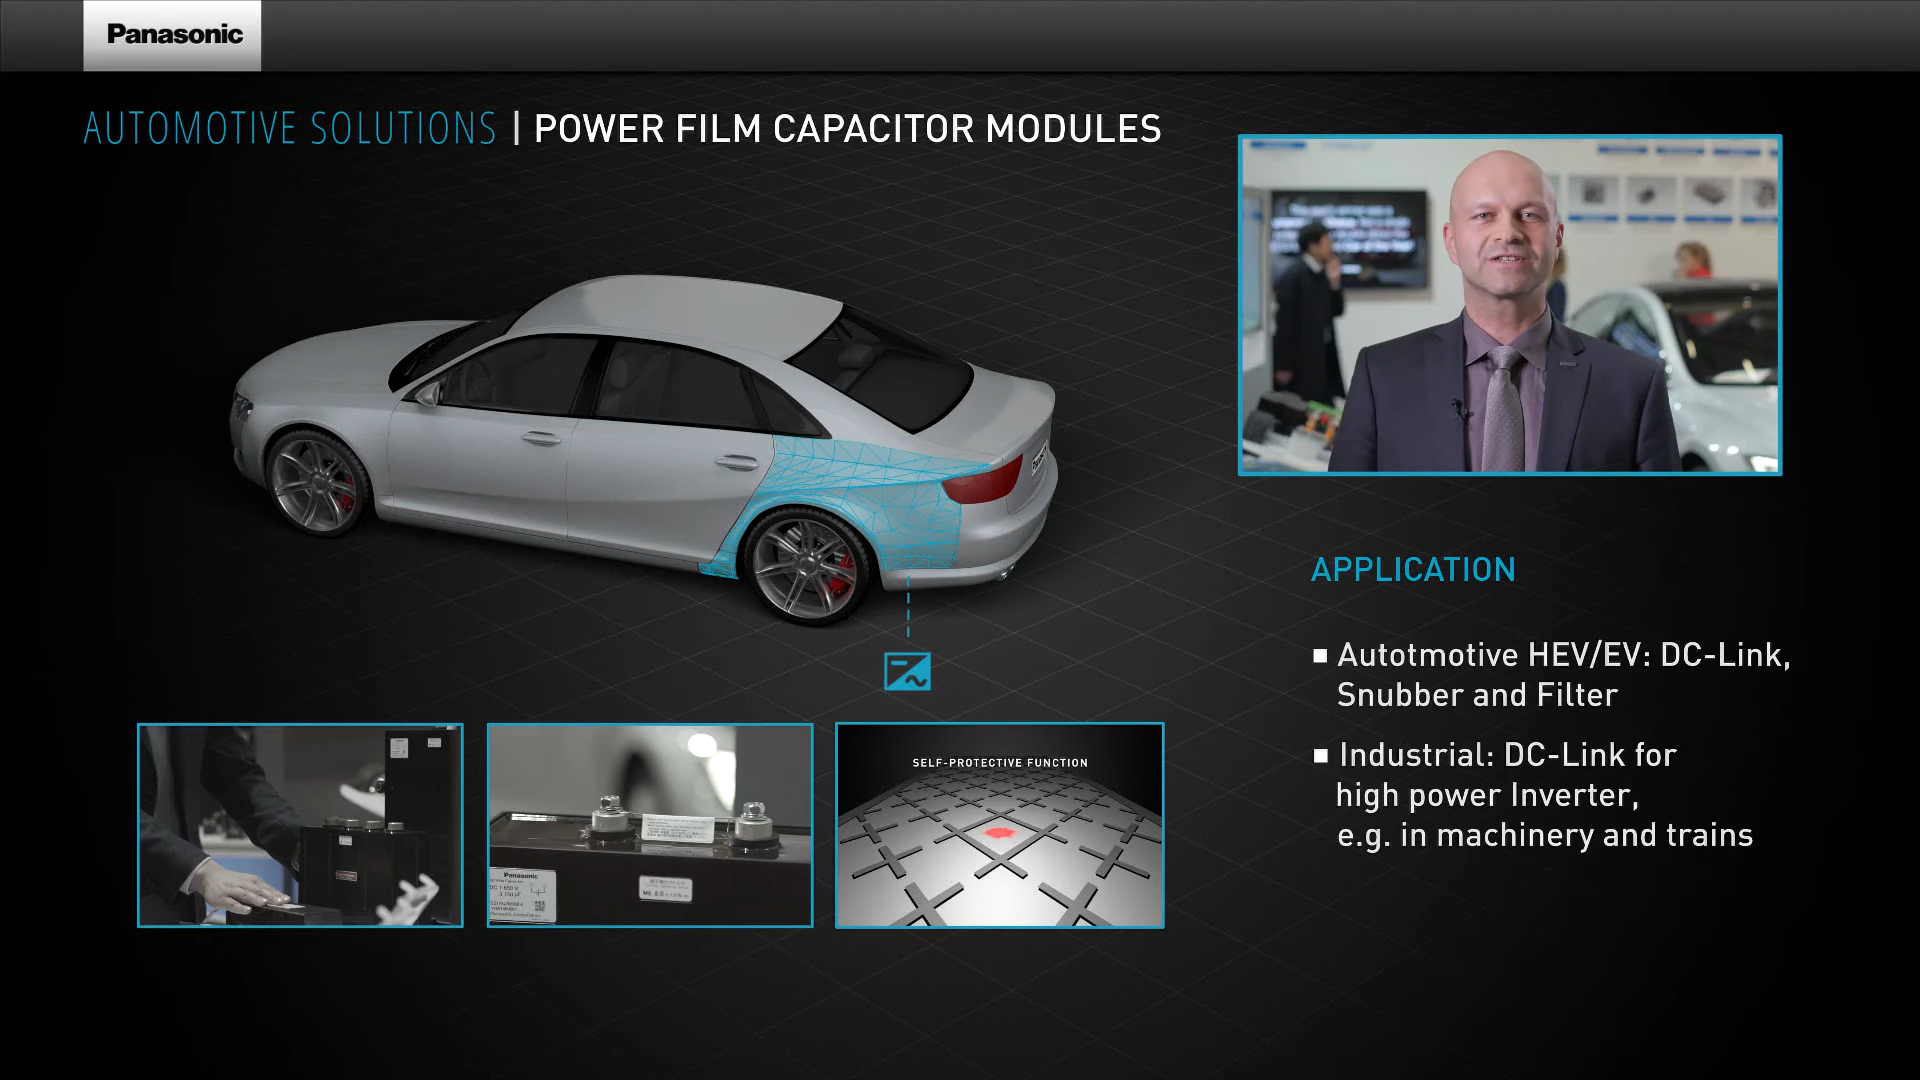 Panasonic
AUTOMOTIVE SOLUTIONS | POWER FILM CAPACITOR MODULES
APPLICATION
Autotmotive HEV/EV: DC-Link,
Snubber and Filter
Industrial: DC-Link for
high power Inverter,
e.g. in machinery and trains
SELF-PROTECTIVE FUNCTION
Panasonic